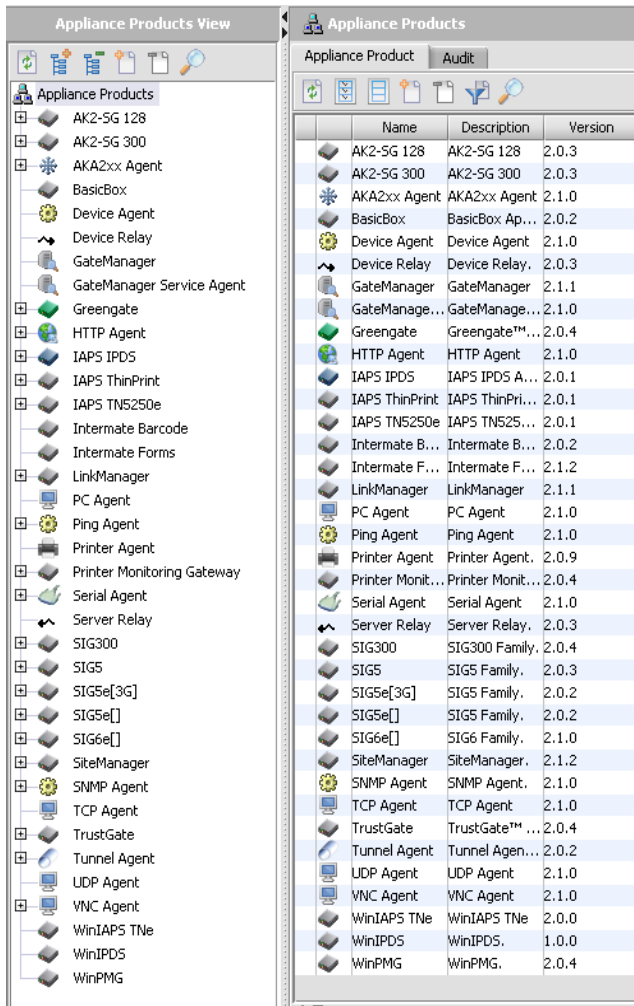 Appliance Products View
Appliance Products
AK2-SG 128
AK2-SG 300
AKA2xx Agent
BasicBox
Device Agent
Device Relay
GateManager
GateManager Service Agent
Greengate
HTTP Agent
IAPS IPDS
IAPS ThinPrint
IAPS TN5250e
Intermate Barcode
Intermate Forms
LinkManager
PC Agent
Ping Agent
Printer Agent
Printer Monitoring Gateway
Serial Agent
Server Relay
SIG300
SIG5
SIG5e[3G]
SIG5e[]
SIG6e[]
SiteManager
SNMP Agent
TCP Agent
TrustGate
Tunnel Agent
UDP Agent
VNC Agent
WinIAPS TNe
WinIPDS
WinPMG
Appliance Products
Appliance Product Audit
Name Description Version
AK2-SG 128 AK2-SG 128 2.0.3
AK2-SG 300 AK2-SG 300 2.0.3
AKA2xx Agent AKA2xx Agent 2.1.0
BasicBox BasicBox Ap... 2.0.2
Device Agent Device Agent 2.1.0
Device Relay Device Relay. 2.0.3
GateManager GateManager 2.1.1
GateManage... GateManage... 2.1.0
Greengate Greengate™... 2.0.4
HTTP Agent HTTP Agent 2.1.0
IAPS IPDS IAPS IPDS A... 2.0.1
IAPS ThinPrint IAPS ThinPri... 2.0.1
IAPS TN5250e IAPS TN525... 2.0.1
Intermate B... Intermate B... 2.0.2
Intermate F... Intermate F... 2.1.2
LinkManager LinkManager 2.1.1
PC Agent PC Agent 2.1.0
Ping Agent Ping Agent 2.1.0
Printer Agent Printer Agent. 2.0.9
Printer Monit... Printer Monit... 2.0.4
Serial Agent Serial Agent 2.1.0
Server Relay Server Relay. 2.0.3
SIG300 SIG300 Family. 2.0.4
SIG5 SIG5 Family. 2.0.3
SIG5e[3G] SIG5 Family. 2.0.2
SIG5e[] SIG5 Family. 2.0.2
SIG6e[] SIG6 Family. 2.1.0
SiteManager SiteManager. 2.1.2
SNMP Agent SNMP Agent. 2.1.0
TCP Agent TCP Agent 2.1.0
TrustGate TrustGate™ ... 2.0.4
Tunnel Agent Tunnel Agen... 2.0.2
UDP Agent UDP Agent 2.1.0
VNC Agent VNC Agent 2.1.0
WinIAPS TNe WinIAPS TNe 2.0.0
WinIPDS WinIPDS. 1.0.0
WinPMG WinPMG. 2.0.4